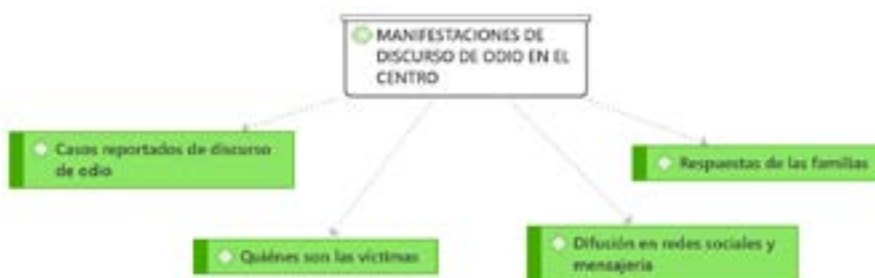 MANIFESTACIONES DE
DISCURSO DE ODIO EN EL
CENTRO
Casos reportados de discurso
de odio
Respuestas de las familias
Quiénes son las víctimas
Difusión en redes sociales y
mensajería